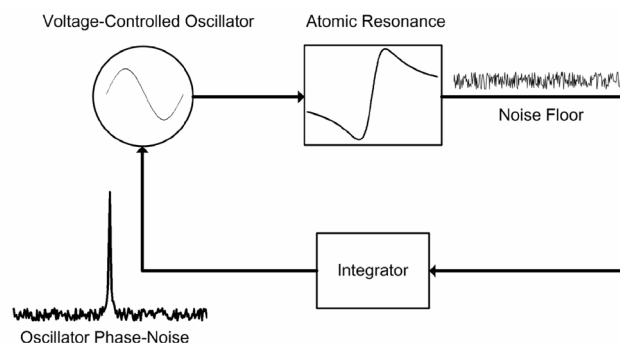 Voltage-Controlled Oscillator
Atomic Resonance
Noise Floor
Integrator
Oscillator Phase-Noise